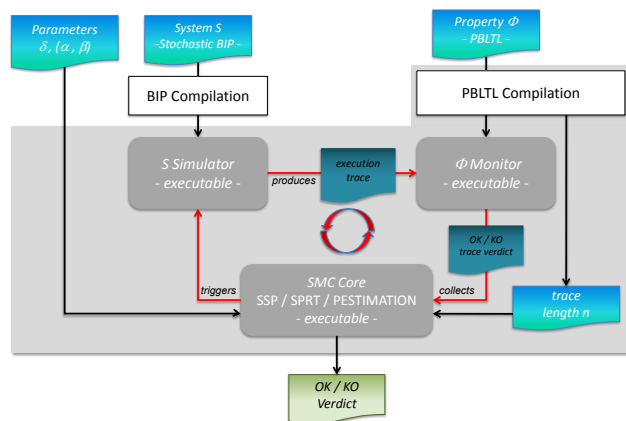 Parameters
δ, (α, β)
System S
-Stochastic BIP -
Property Φ
- PBLTL -
BIP Compilation
PBLTL Compilation
S Simulator
- executable -
produces
execution
trace
Φ Monitor
- executable -
OK / KO
trace verdict
triggers
SMC Core
SSP / SPRT / PESTIMATION
- executable -
collects
trace
length n
OK / KO
Verdict